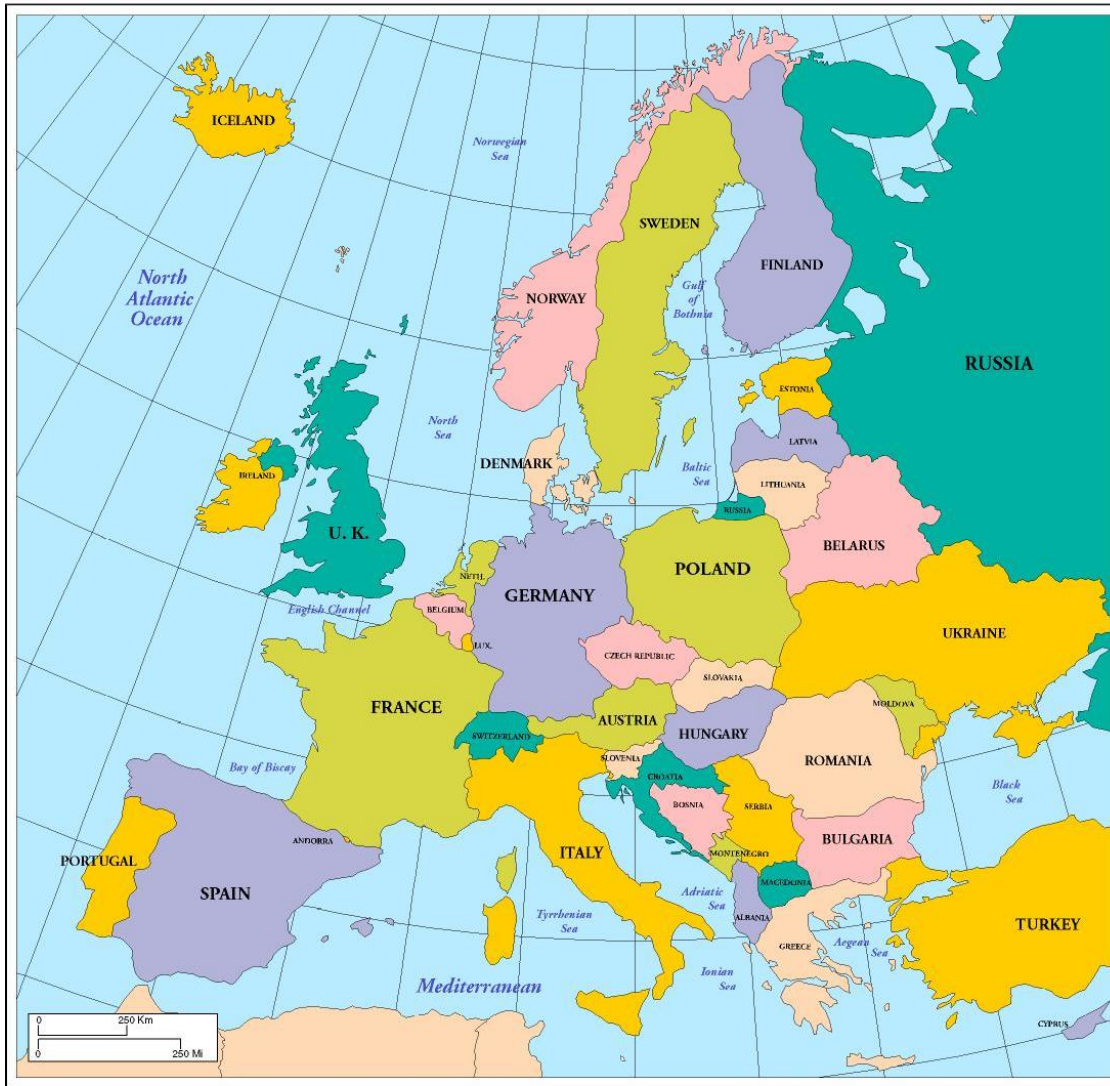 ICELAND
Norwegian
Sea
SWEDEN
FINLAND
North
Atlantic
Ocean
NORWAY
Gulf
of
Bothnia
RUSSIA
ESTONIA
North
Sea
LATVIA
DENMARK
Baltic
Sea
LITHUANIA
IRELAND
RUSSIA
U. K.
BELARUS
POLAND
NETH.
GERMANY
English Channel
BELGIUM
UKRAINE
LUX.
CZECH REPUBLIC
SLOVAKIA
FRANCE
MOLDOVA
AUSTRIA
SWITZERLAND
HUNGARY
SLOVENIA
ROMANIA
Bay of Biscay
CROATIA
Black
Sea
BOSNIA
SERBIA
ANDORRA
ITALY
BULGARIA
MONTENEGRO
PORTUGAL
SPAIN
MACEDONIA
Adriatic
Sea
ALBANIA
Tyrrhenian
Sea
TURKEY
GREECE
Aegean
Sea
Ionian
Sea
Mediterranean
0 250 Km
0 250 Mi
CYPRUS